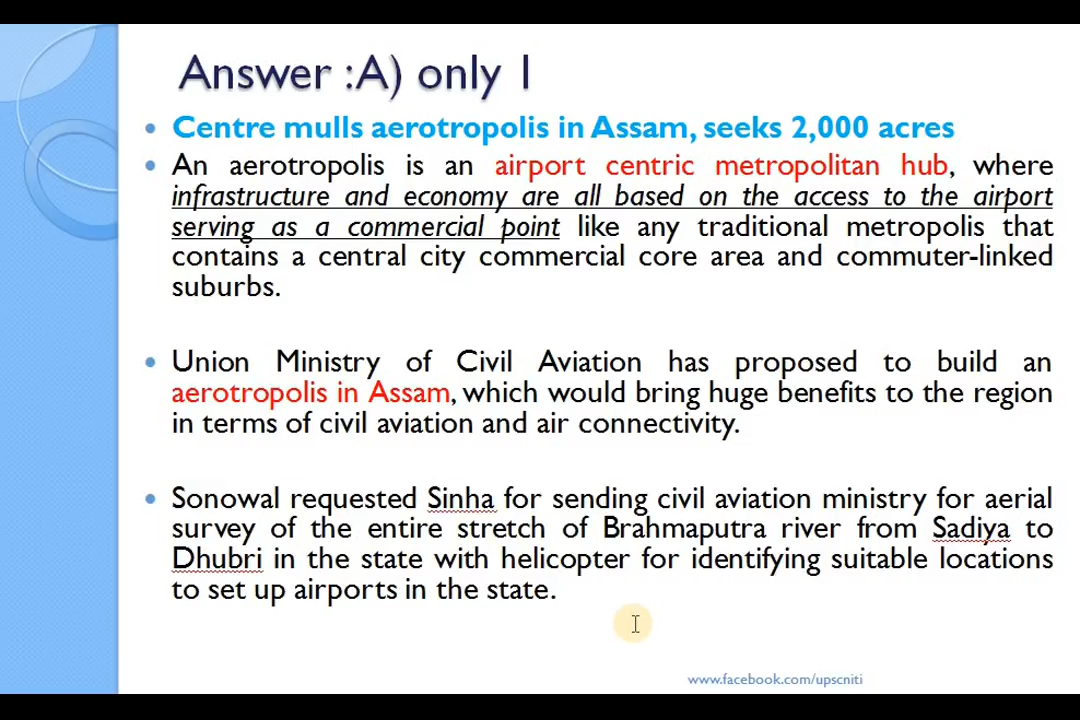 Answer :A) only 1
• Centre mulls aerotropolis in Assam, seeks 2,000 acres
• An aerotropolis is an airport centric metropolitan hub, where
infrastructure and economy are all based on the access to the airport
serving as a commercial point like any traditional metropolis that
contains a central city commercial core area and commuter-linked
suburbs.
• Union Ministry of Civil Aviation has proposed to build an
aerotropolis in Assam, which would bring huge benefits to the region
in terms of civil aviation and air connectivity.
• Sonowal requested Sinha for sending civil aviation ministry for aerial
survey of the entire stretch of Brahmaputra river from Sadiya to
Dhubri in the state with helicopter for identifying suitable locations
to set up airports in the state.
www.facebook.com/upscniti